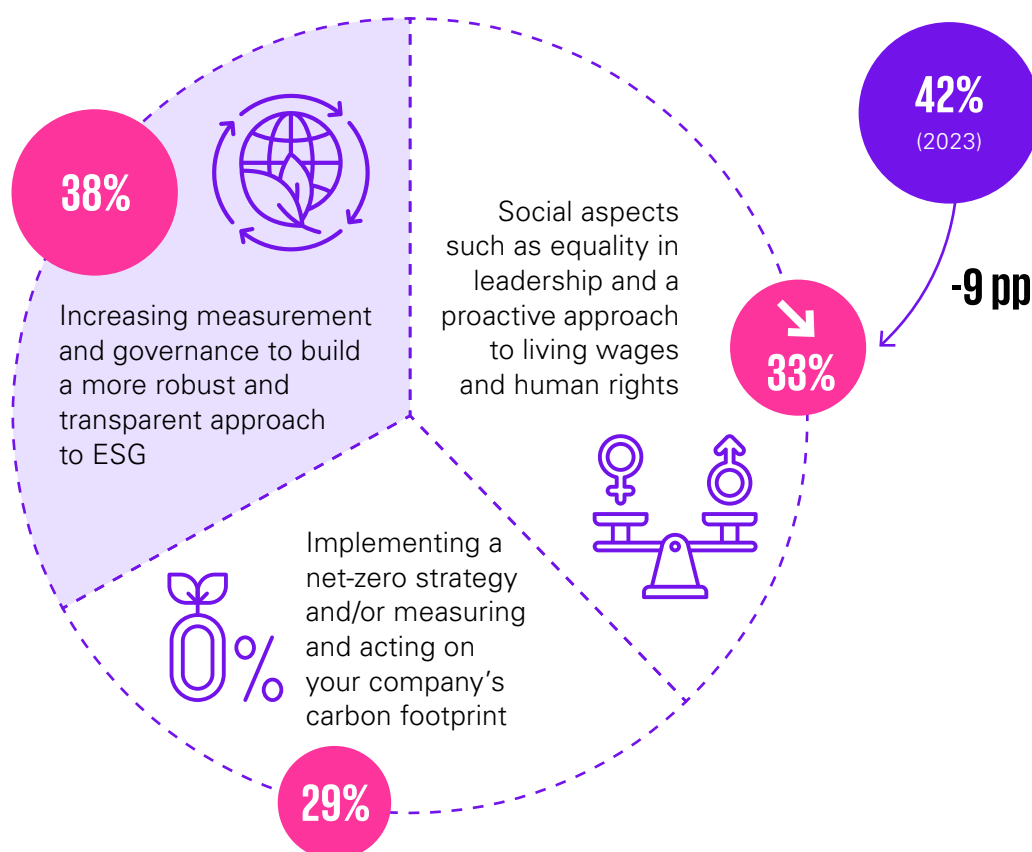 38%
Increasing measurement
and governance to build
a more robust and
transparent approach
to ESG
Social aspects
such as equality in
leadership and a
proactive approach
to living wages
and human rights
42%
(2023)
-9 pp
33%
Implementing a
net-zero strategy
and/or measuring
and acting on
your company’s
carbon footprint
0%
29%